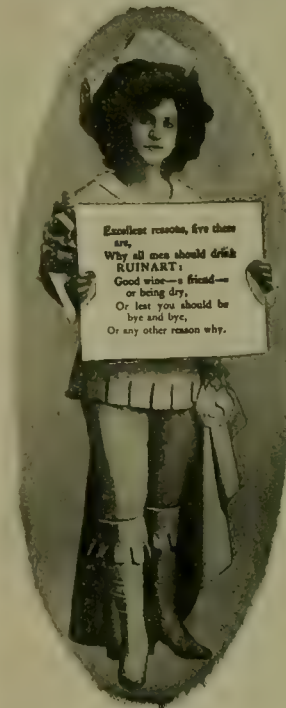 Excellent reasons, five there
are,
Why all men should drink
RUINART:
Good wine—a friend—
or being dry,
Or lest you should be
bye and bye,
Or any other reason why.